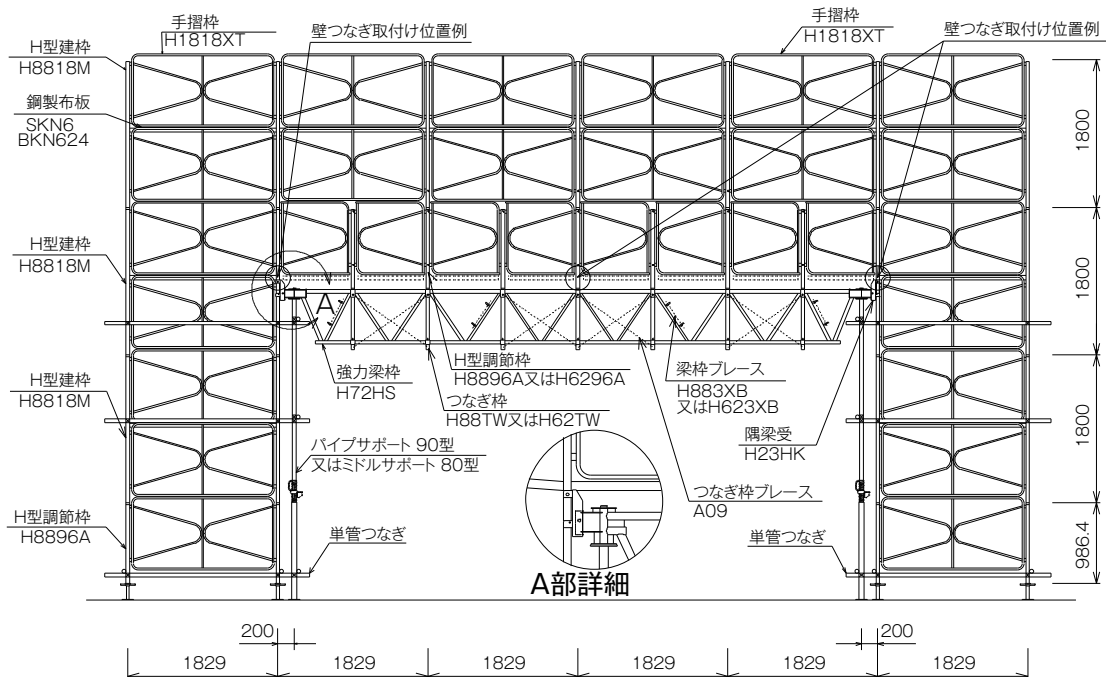 手摺枠
H1818XT
壁つなぎ取付け位置例
手摺枠
H1818XT
壁つなぎ取付け位置例
H型建枠
H8818M
鋼製布板
SKN6
BKN624
1800
H型建枠
H8818M
1800
A
H型調節枠
H8896A又はH6296A
強力梁枠
H72HS
つなぎ枠
H88TW又はH62TW
梁枠ブレース
H883XB
又はH623XB
H型建枠
H8818M
隅梁受
H23HK
1800
パイプサポート 90型
又はミドルサポート 80型
つなぎ枠ブレース
A09
H型調節枠
H8896A
単管つなぎ
単管つなぎ
986.4
A部詳細
200
200
1829
1829
1829
1829
1829
1829